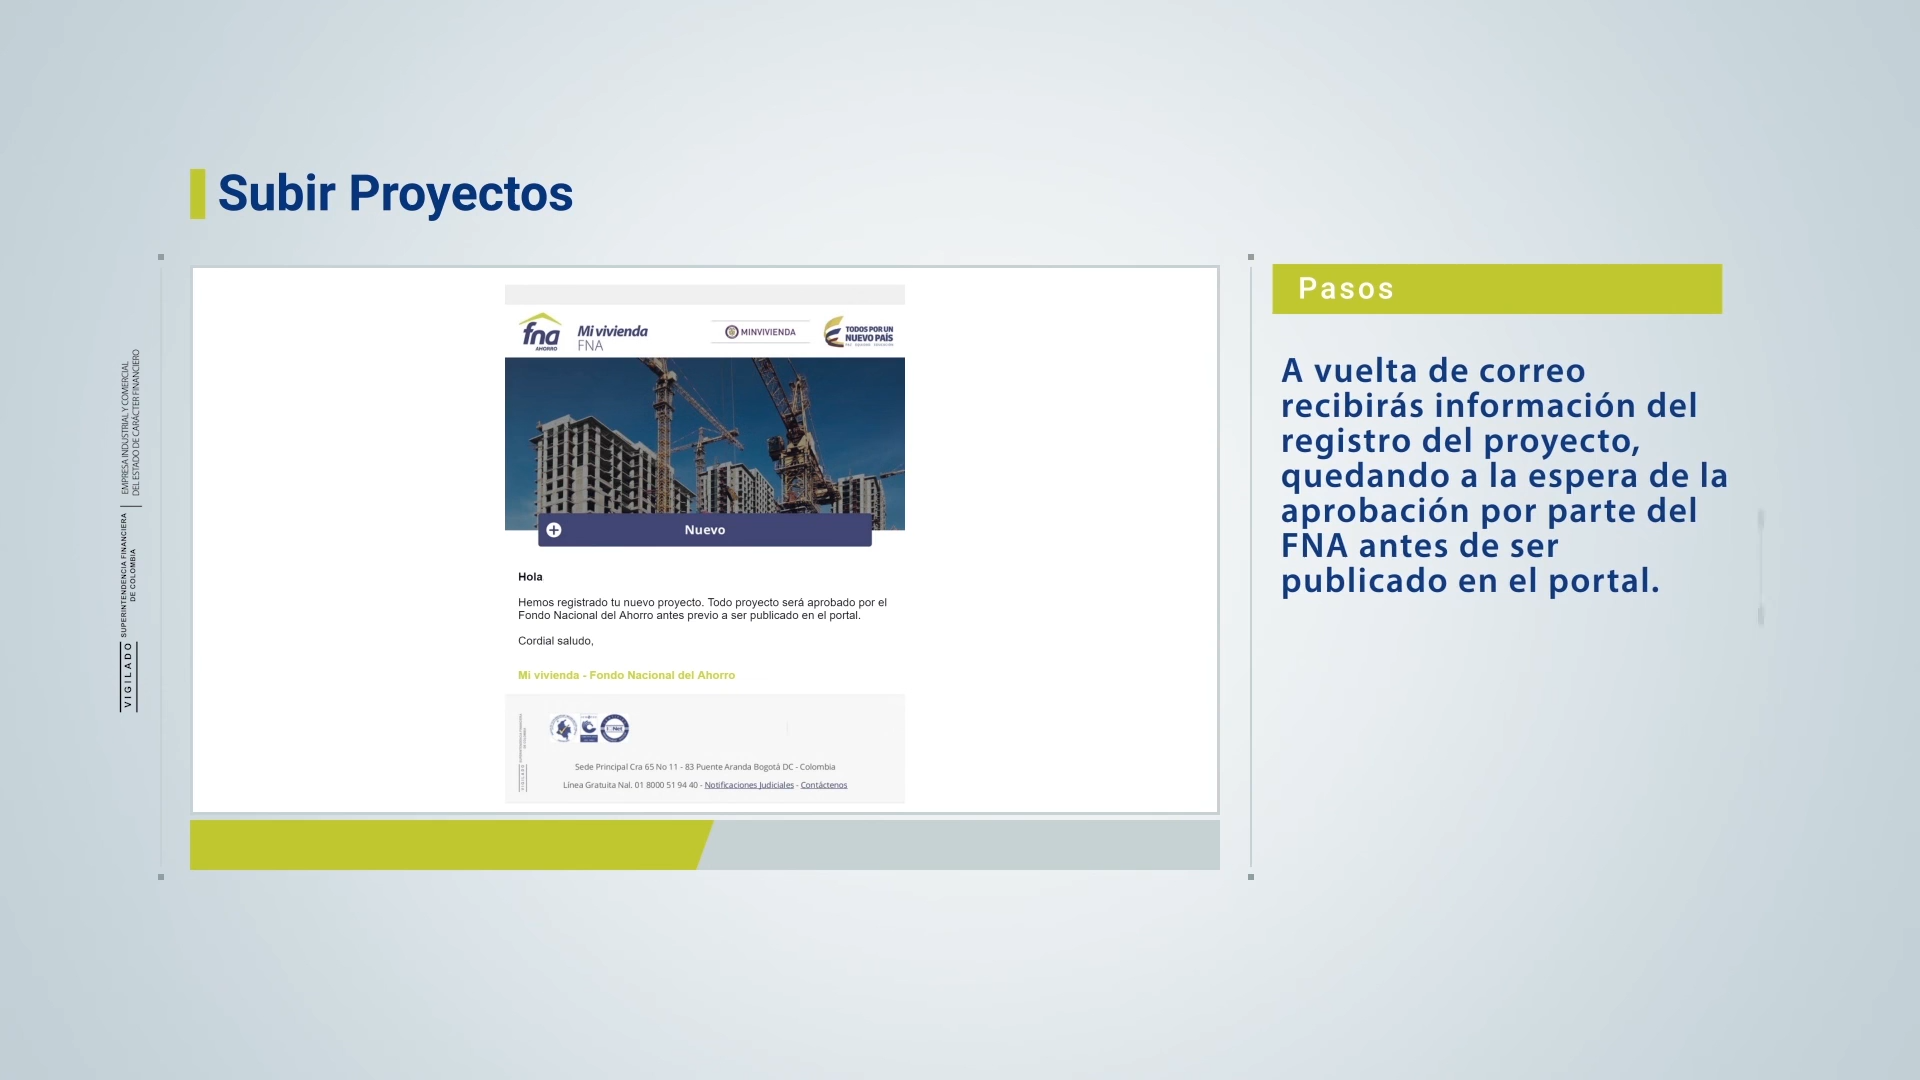 Subir Proyectos
EMPRESA INDUSTRIAL Y COMERCIAL
DEL ESTADO DE CARÁCTER FINANCIERO
SUPERINTENDENCIA FINANCIERA
DE COLOMBIA
VIGILADO
fna
AHORRO
Mi vivienda
FNA
MINVIVIENDA
TODOS POR UN
NUEVO PAÍS
PAZ EQUIDAD EDUCACIÓN
Nuevo
Hola
Hemos registrado tu nuevo proyecto. Todo proyecto será aprobado por el
Fondo Nacional del Ahorro antes previo a ser publicado en el portal.
Cordial saludo,
Mi vivienda - Fondo Nacional del Ahorro
Sede Principal Cra 65 No 11 - 83 Puente Aranda Bogotá DC - Colombia
Línea Gratuita Nal. 01 8000 51 94 40 - Notificaciones Judiciales - Contáctenos
Pasos
A vuelta de correo
recibirás información del
registro del proyecto,
quedando a la espera de la
aprobación por parte del
FNA antes de ser
publicado en el portal.